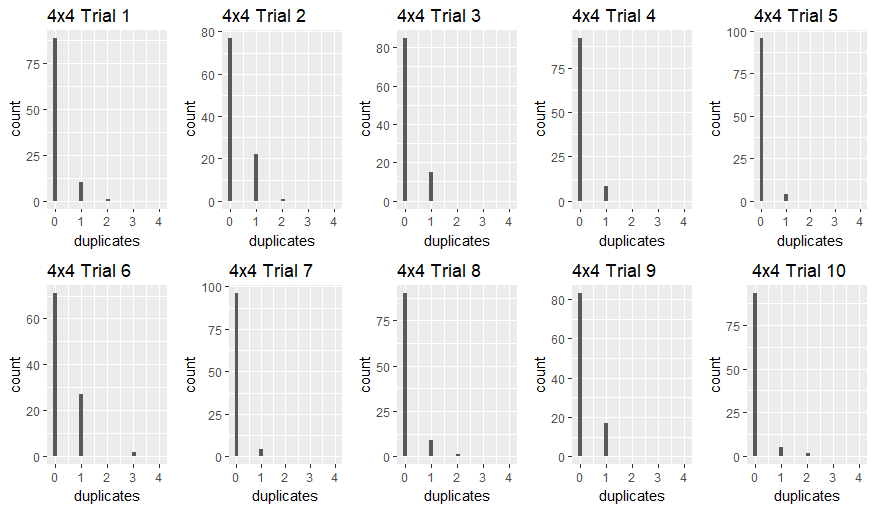 4x4 Trial 1
4x4 Trial 2
4x4 Trial 3
4x4 Trial 4
4x4 Trial 5
count
75
50
25
0
0 1 2 3 4
duplicates
count
80
60
40
20
0
0 1 2 3 4
duplicates
count
80
60
40
20
0
0 1 2 3 4
duplicates
count
75
50
25
0
0 1 2 3 4
duplicates
count
100
75
50
25
0
0 1 2 3 4
duplicates
4x4 Trial 6
4x4 Trial 7
4x4 Trial 8
4x4 Trial 9
4x4 Trial 10
count
60
40
20
0
0 1 2 3 4
duplicates
count
100
75
50
25
0
0 1 2 3 4
duplicates
count
75
50
25
0
0 1 2 3 4
duplicates
count
80
60
40
20
0
0 1 2 3 4
duplicates
count
75
50
25
0
0 1 2 3 4
duplicates